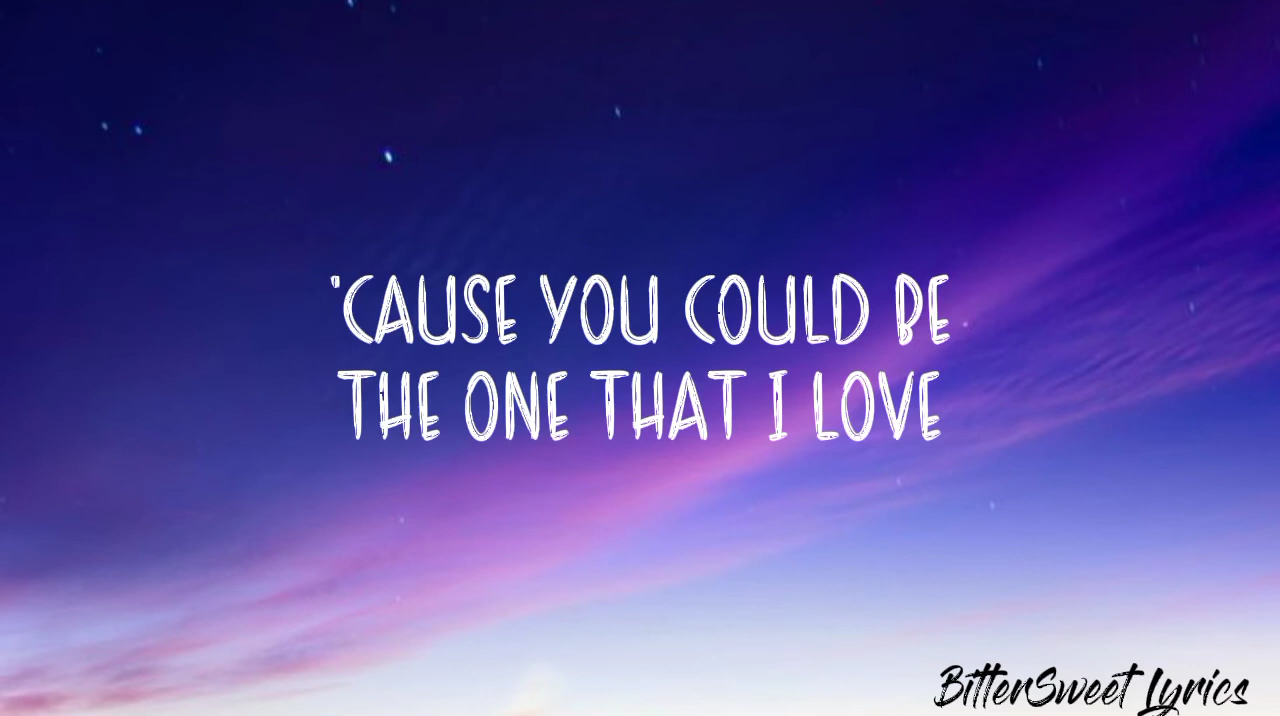 'CAUSE YOU COULD BE
THE ONE THAT I LOVE
BitterSweet Lyrics